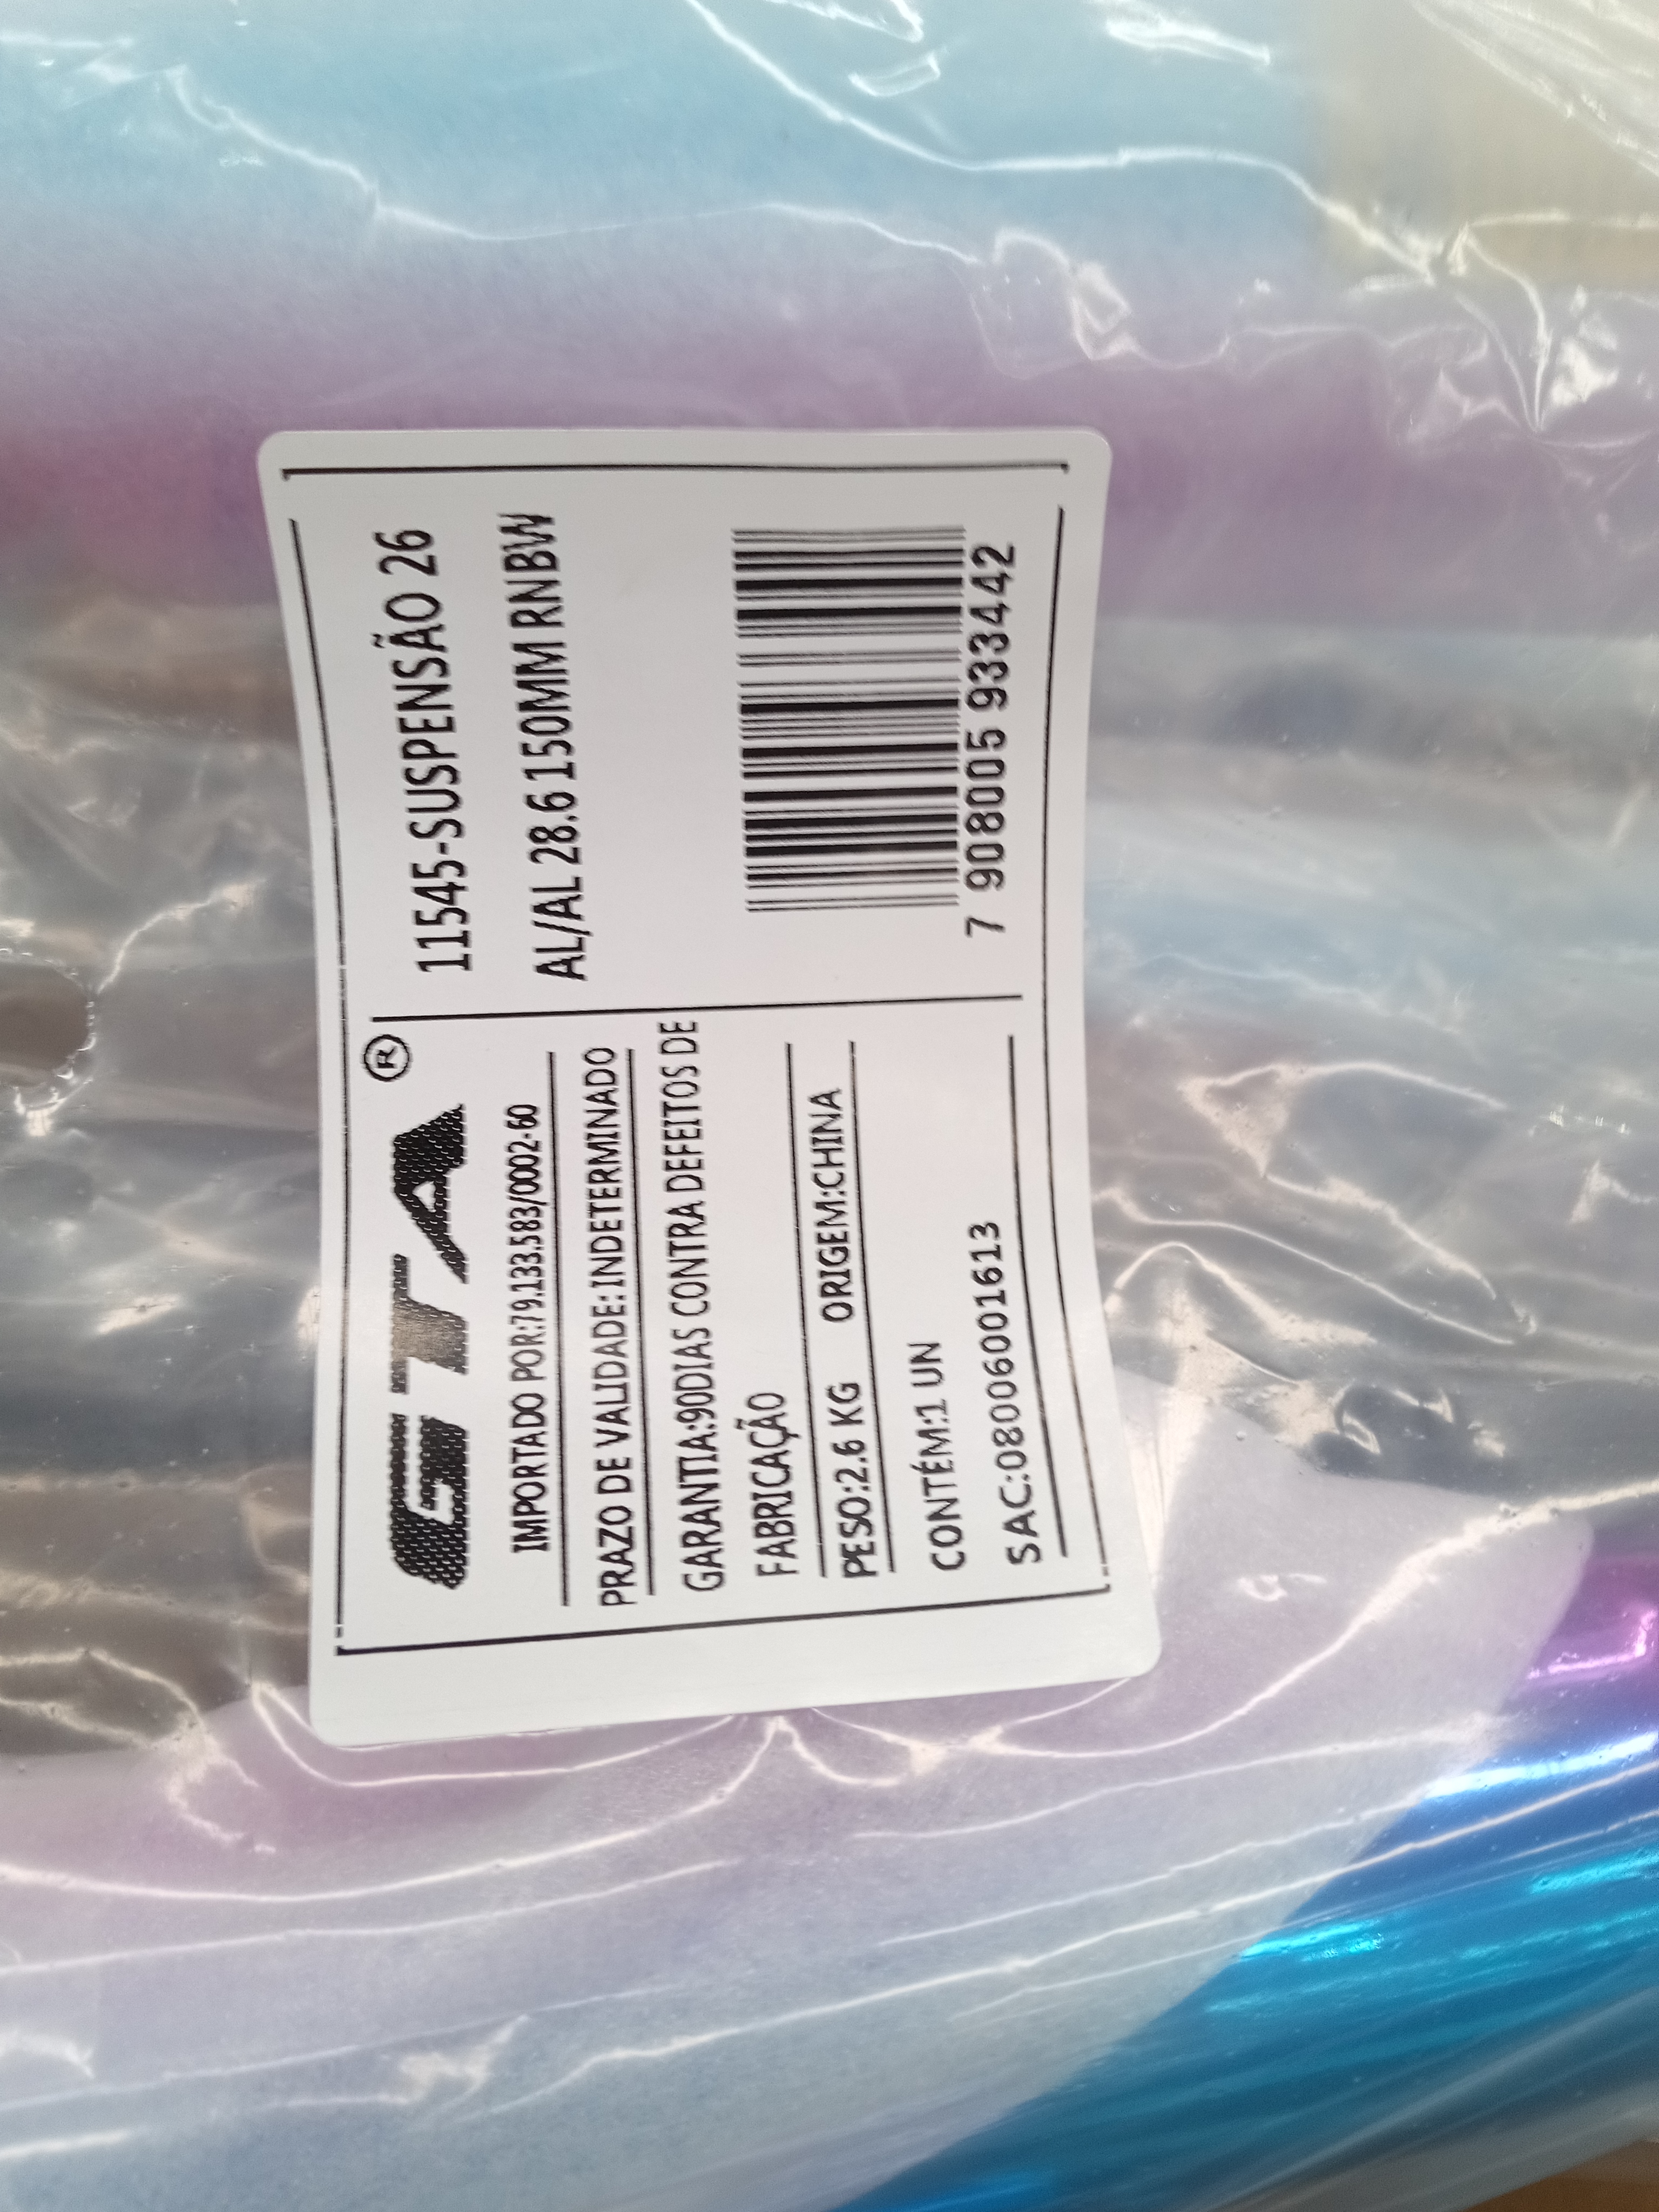 GTA®
IMPORTADO POR:79.133.583/0002-60
PRAZO DE VALIDADE: INDETERMINADO
GARANTIA:90DIAS CONTRA DEFEITOS DE
FABRICAÇÃO
PESO:2.6 KG ORIGEM:CHINA
CONTÉM:1 UN
SAC:08006001613
11545-SUSPENSÃO 26
AL/AL 28.6 150MM RNBW
7 908005 933442